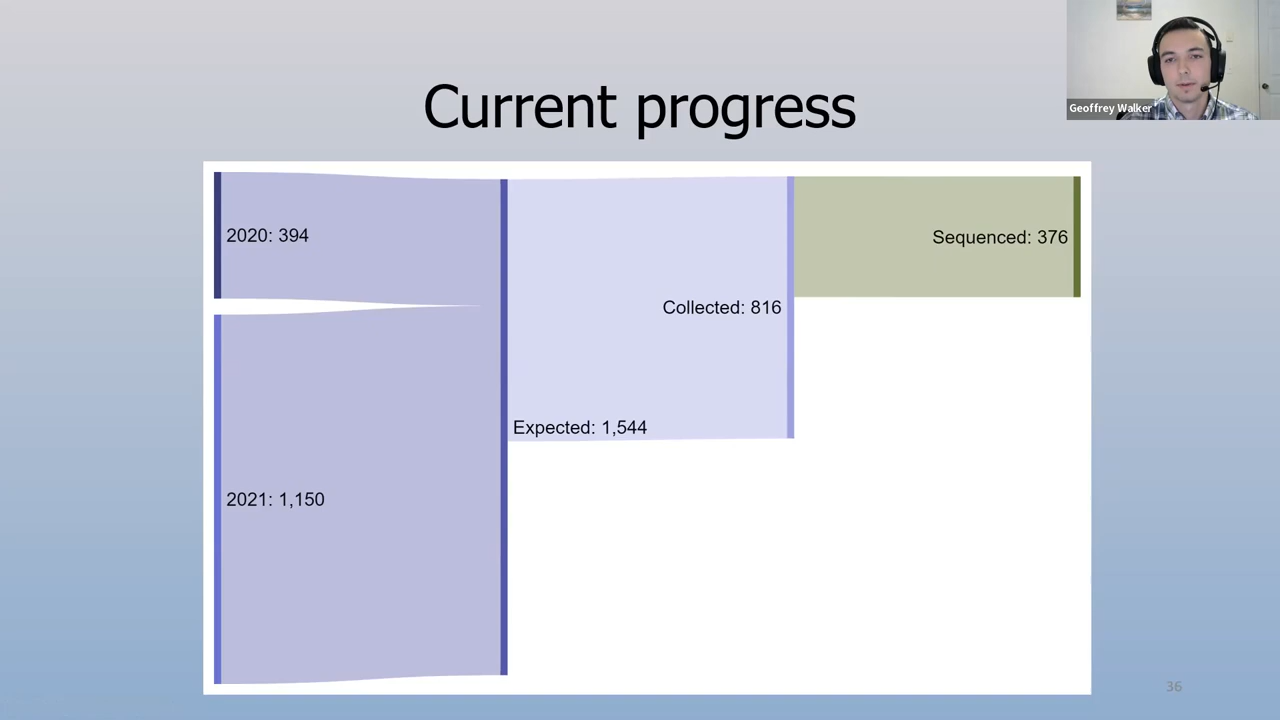 Current progress
Geoffrey Walker
2020: 394
Sequenced: 376
Collected: 816
Expected: 1,544
2021: 1,150
36